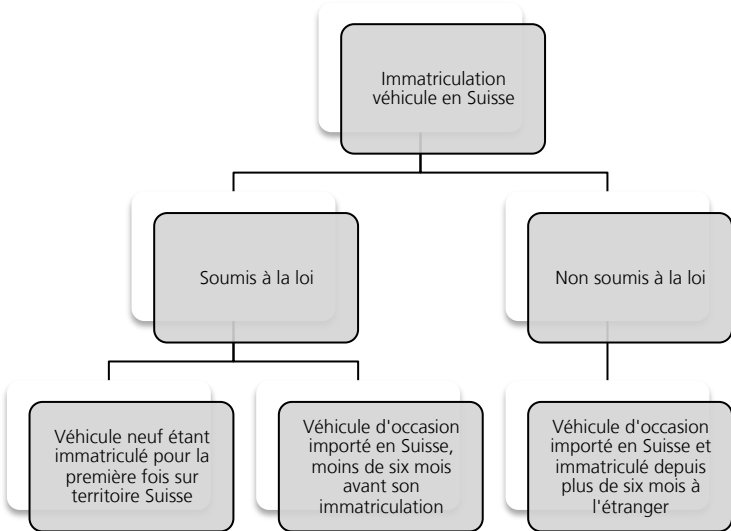 Immatriculation
véhicule en Suisse
Soumis à la loi
Non soumis à la loi
Véhicule neuf étant
immatriculé pour la
première fois sur
territoire Suisse
Véhicule d'occasion
importé en Suisse,
moins de six mois
avant son
immatriculation
Véhicule d'occasion
importé en Suisse et
immatriculé depuis
plus de six mois à
l'étranger